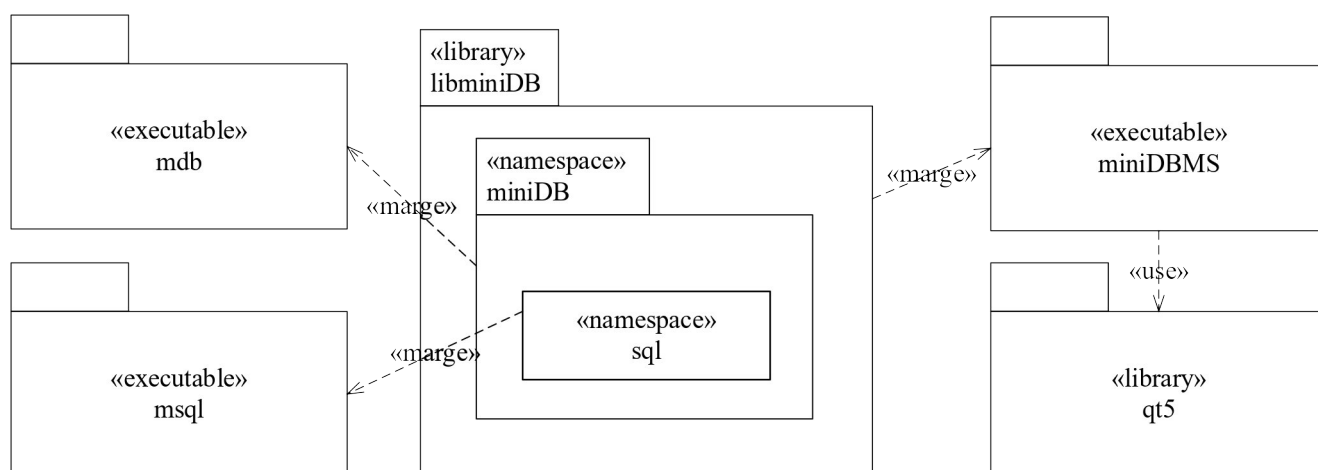 «library»
libminiDB
«executable»
mdb
«namespace»
miniDB
«executable»
miniDBMS
«marge»
«marge»
«use»
«executable»
msql
«marge»
«namespace»
sql
«library»
qt5